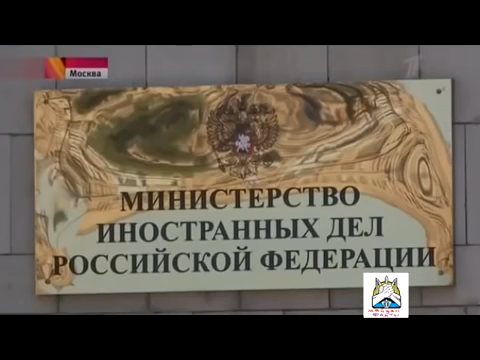 Москва
МИНИСТЕРСТВО
ИНОСТРАННЫХ ДЕЛ
РОССИЙСКОЙ ФЕДЕРАЦИИ